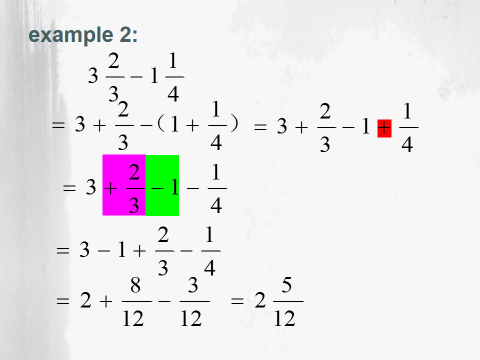 example 2:
3 2/3 − 1 1/4
= 3 + 2/3 −(1 + 1/4) = 3 + 2/3 − 1 + 1/4
= 3 + 2/3 − 1 − 1/4
= 3 − 1 + 2/3 − 1/4
= 2 + 8/12 − 3/12 = 2 5/12